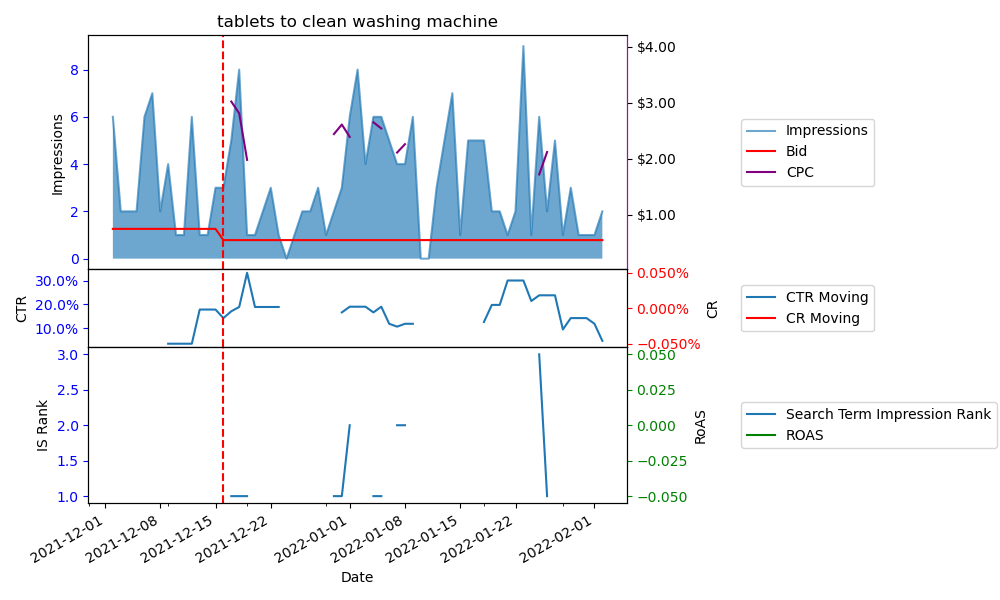 tablets to clean washing machine
Impressions
8
6
4
2
0
$4.00
$3.00
$2.00
$1.00
Impressions
Bid
CPC
CTR
30.0%
20.0%
10.0%
0.050%
0.000%
−0.050%
CR
CTR Moving
CR Moving
IS Rank
3.0
2.5
2.0
1.5
1.0
0.050
0.025
0.000
−0.025
−0.050
RoAS
Search Term Impression Rank
ROAS
2021-12-01
2021-12-08
2021-12-15
2021-12-22
2022-01-01
2022-01-08
2022-01-15
2022-01-22
2022-02-01
Date